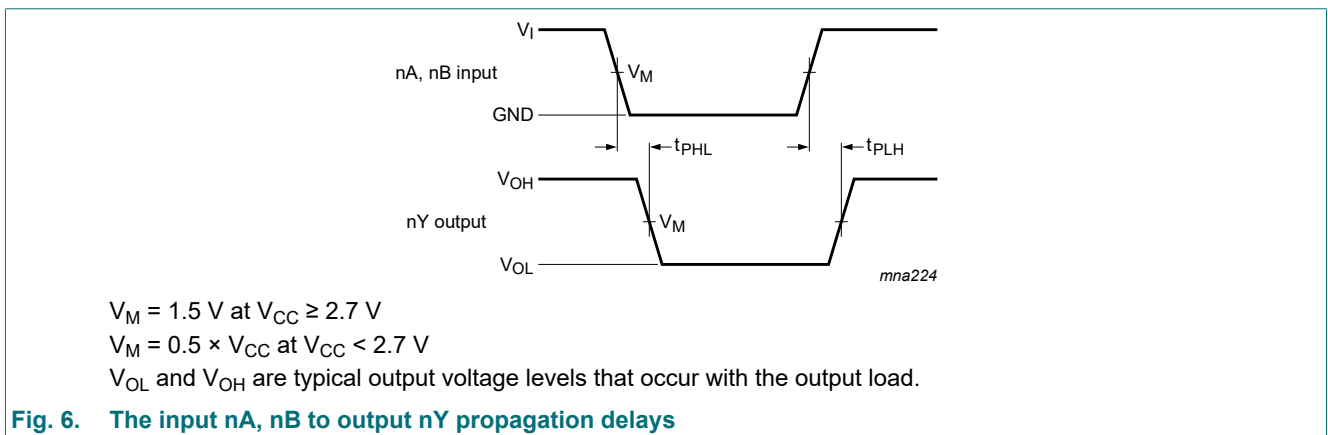 V_I
nA, nB input
V_M
GND
t_PHL
t_PLH
V_OH
nY output
V_M
V_OL
mna224
V_M = 1.5 V at V_CC ≥ 2.7 V
V_M = 0.5 × V_CC at V_CC < 2.7 V
V_OL and V_OH are typical output voltage levels that occur with the output load.
Fig. 6. The input nA, nB to output nY propagation delays